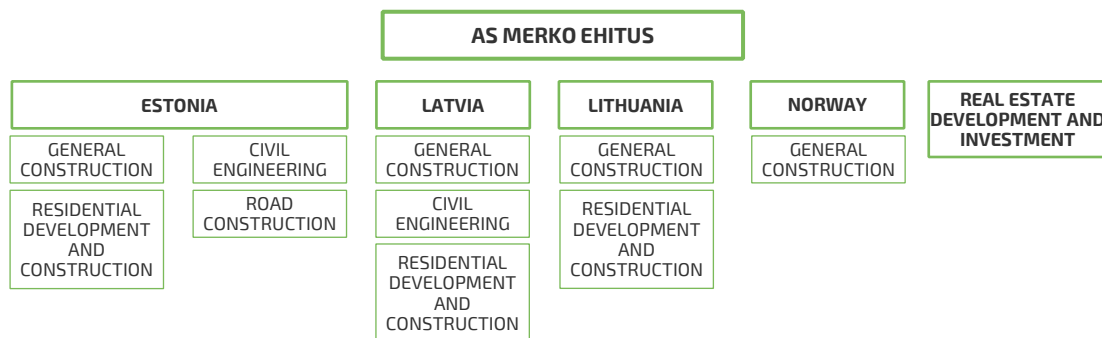 AS MERKO EHITUS
ESTONIA
GENERAL
CONSTRUCTION
RESIDENTIAL
DEVELOPMENT
AND
CONSTRUCTION
CIVIL
ENGINEERING
ROAD
CONSTRUCTION
LATVIA
GENERAL
CONSTRUCTION
CIVIL
ENGINEERING
RESIDENTIAL
DEVELOPMENT
AND
CONSTRUCTION
LITHUANIA
GENERAL
CONSTRUCTION
RESIDENTIAL
DEVELOPMENT
AND
CONSTRUCTION
NORWAY
GENERAL
CONSTRUCTION
REAL ESTATE
DEVELOPMENT AND
INVESTMENT